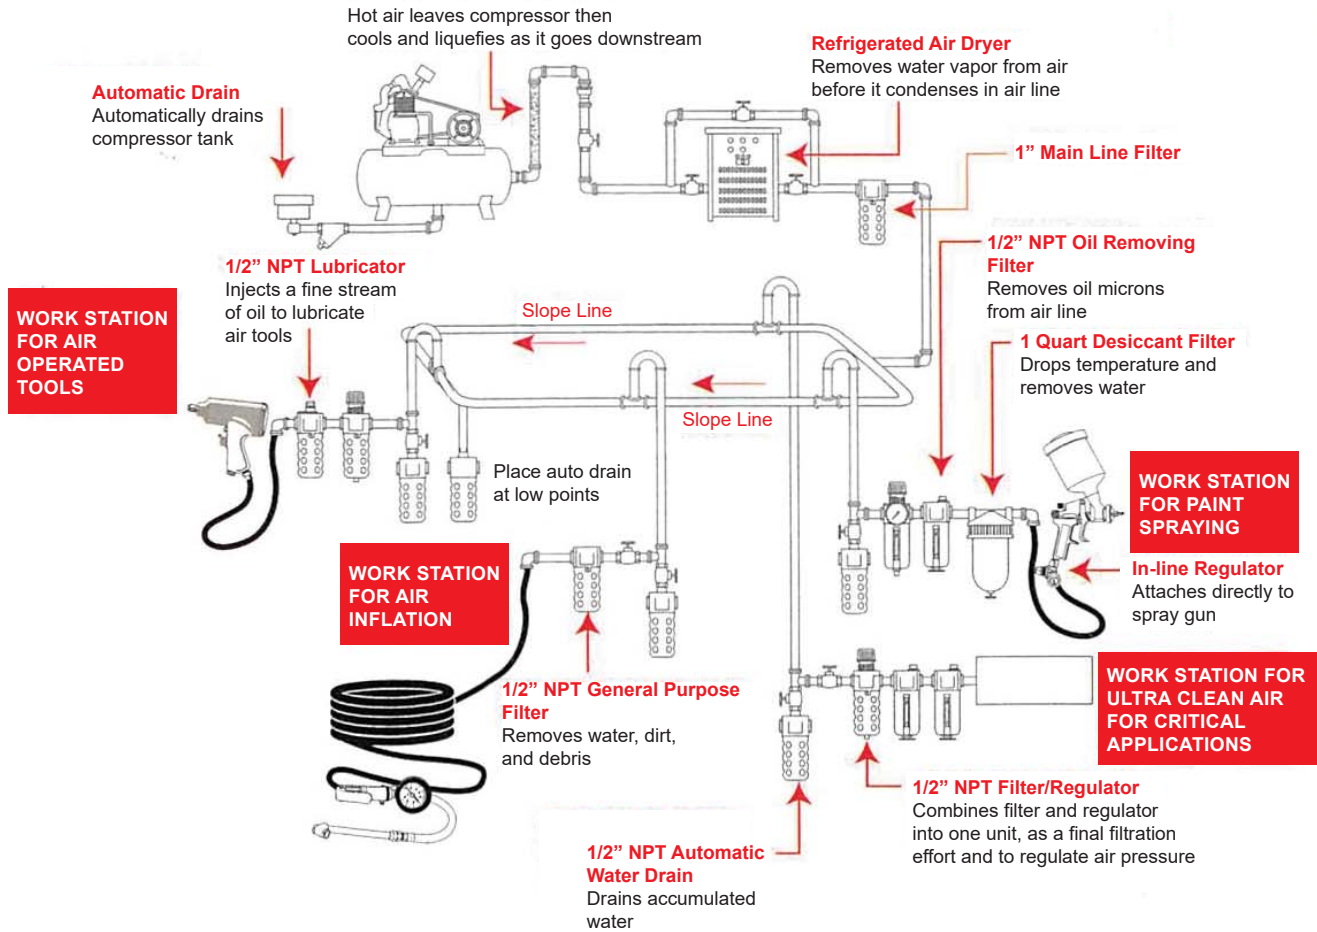 Hot air leaves compressor then
cools and liquefies as it goes downstream
Automatic Drain
Automatically drains
compressor tank
Refrigerated Air Dryer
Removes water vapor from air
before it condenses in air line
1” Main Line Filter
1/2” NPT Oil Removing
Filter
Removes oil microns
from air line
1/2” NPT Lubricator
Injects a fine stream
of oil to lubricate
air tools
WORK STATION
FOR AIR
OPERATED
TOOLS
Slope Line
Slope Line
1 Quart Desiccant Filter
Drops temperature and
removes water
Place auto drain
at low points
WORK STATION
FOR PAINT
SPRAYING
In-line Regulator
Attaches directly to
spray gun
WORK STATION
FOR AIR
INFLATION
1/2” NPT General Purpose
Filter
Removes water, dirt,
and debris
WORK STATION FOR
ULTRA CLEAN AIR
FOR CRITICAL
APPLICATIONS
1/2” NPT Filter/Regulator
Combines filter and regulator
into one unit, as a final filtration
effort and to regulate air pressure
1/2” NPT Automatic
Water Drain
Drains accumulated
water